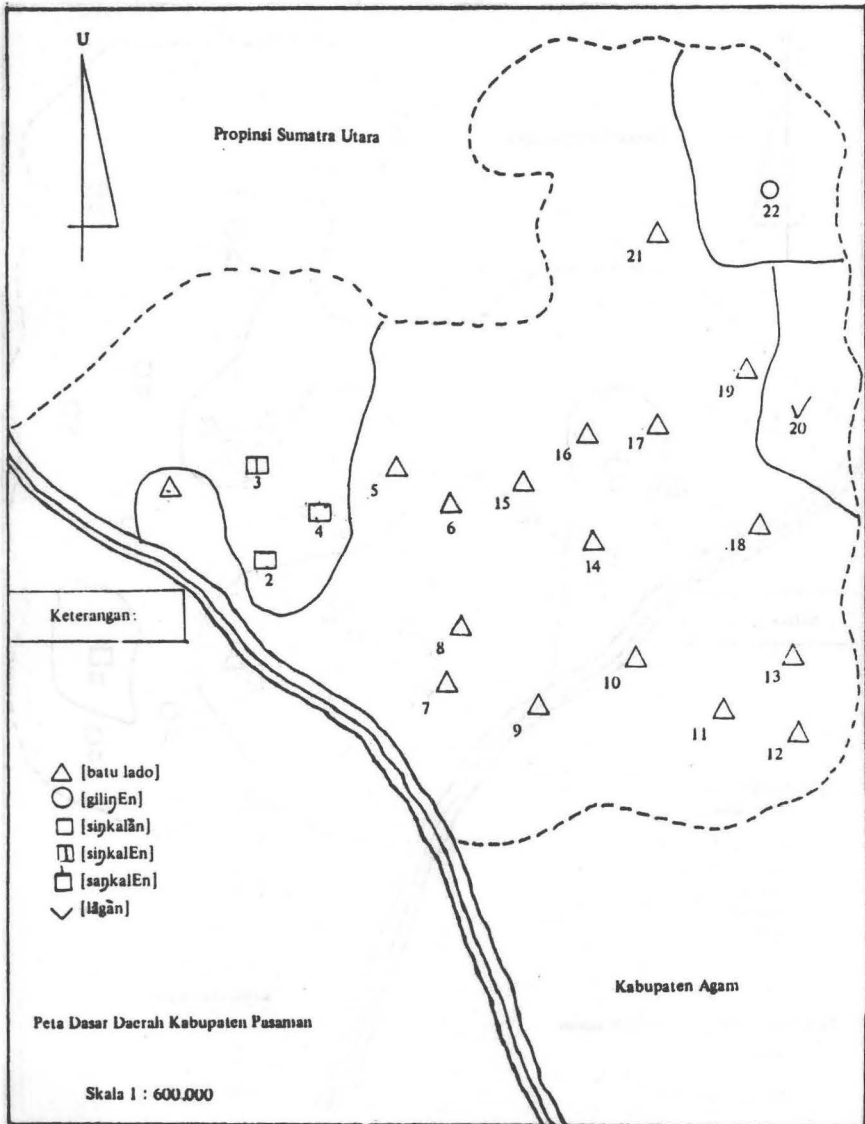 U
Propinsi Sumatra Utara
22
21
19
20
17
16
3
5
15
6
4
18
14
2
Keterangan:
8
13
10
7
9
11
12
[batu lado]
[giliŋEn]
[siŋkalān]
[siŋkalEn]
[saŋkalEn]
[lāgān]
Kabupaten Agam
Peta Dasar Daerah Kabupaten Pasaman
Skala 1 : 600.000